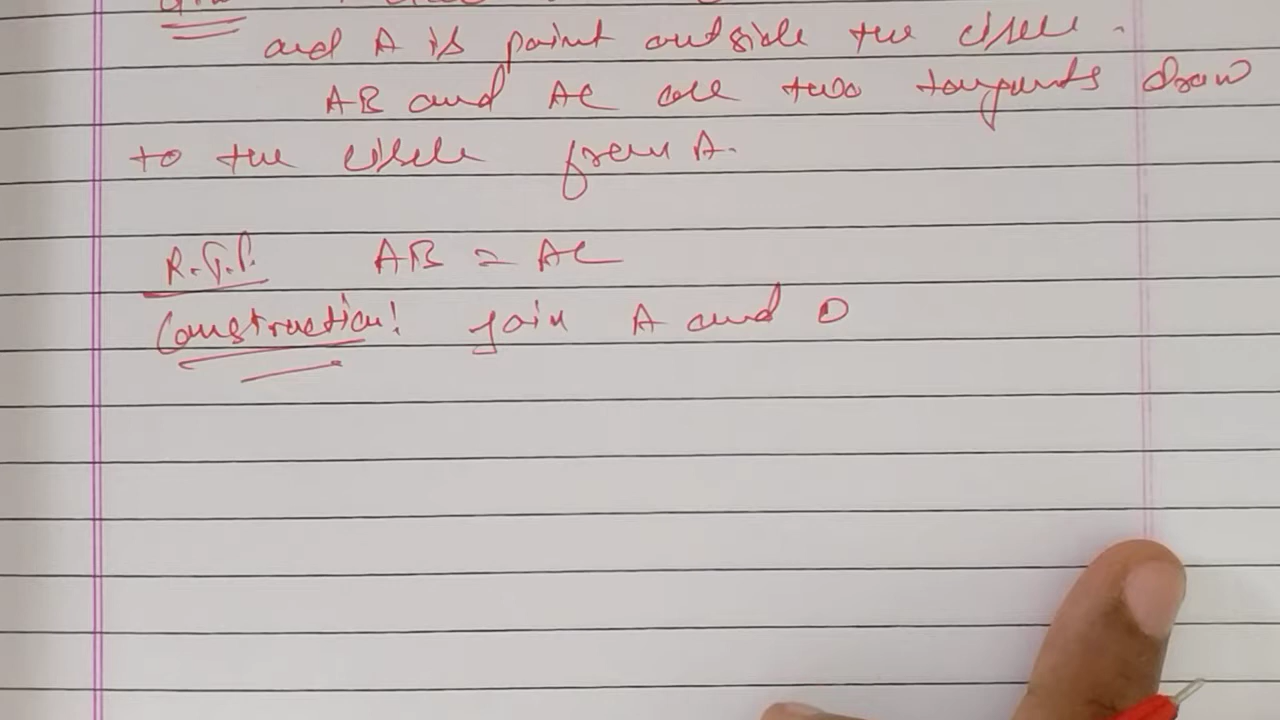 and A is point outside the circle.
AB and AC are two tangents draw
to the circle from A.
R.T.P. AB = AC
Construction! Join A and O